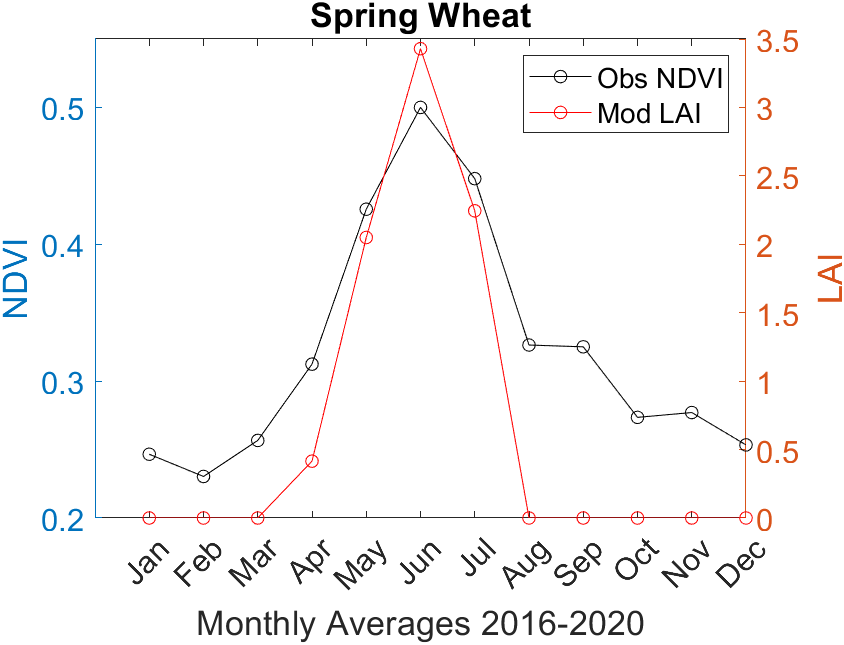 Spring Wheat
Obs NDVI
Mod LAI
NDVI
0.5
0.4
0.3
0.2
3.5
3
2.5
2
1.5
1
0.5
0
LAI
Jan Feb Mar Apr May Jun Jul Aug Sep Oct Nov Dec
Monthly Averages 2016-2020